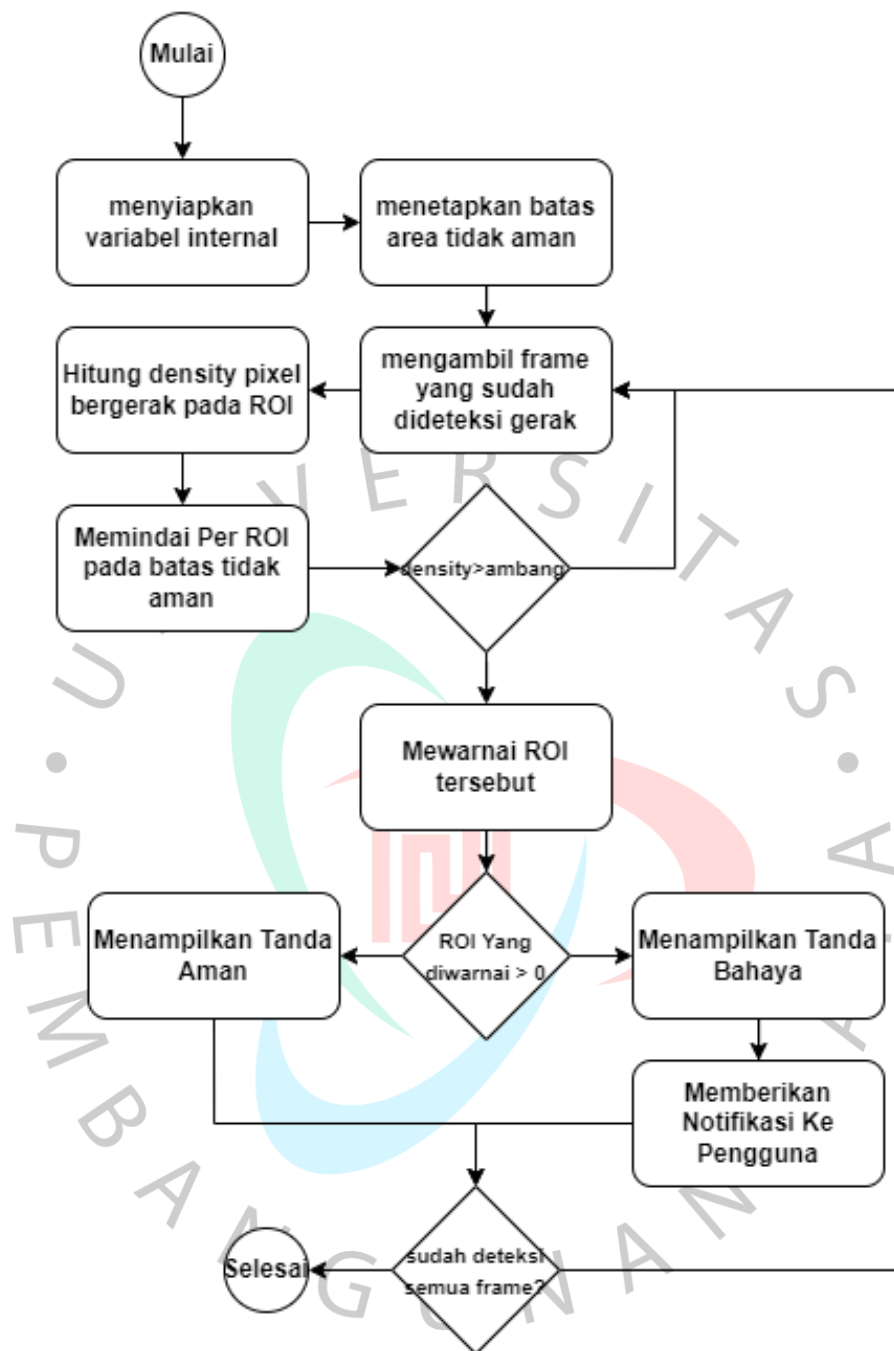 Mulai
menyiapkan
variabel internal
menetapkan batas
area tidak aman
Hitung density pixel
bergerak pada ROI
mengambil frame
yang sudah
dideteksi gerak
Memindai Per ROI
pada batas tidak
aman
density>ambang
Mewarnai ROI
tersebut
Menampilkan Tanda
Aman
ROI Yang
diwarnai > 0
Menampilkan Tanda
Bahaya
Memberikan
Notifikasi Ke
Pengguna
Selesai
sudah deteksi
semua frame?
PEMBANGUNAN